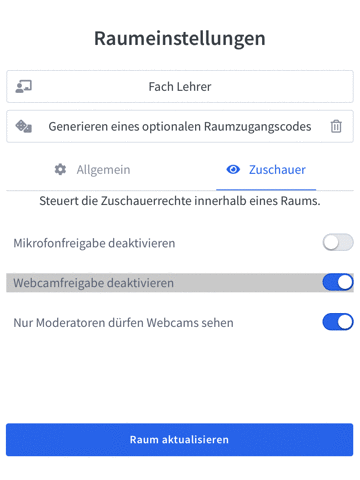 Raumeinstellungen
Fach Lehrer
Generieren eines optionalen Raumzugangscodes
Allgemein
Zuschauer
Steuert die Zuschauerrechte innerhalb eines Raums.
Mikrofonfreigabe deaktivieren
Webcamfreigabe deaktivieren
Nur Moderatoren dürfen Webcams sehen
Raum aktualisieren